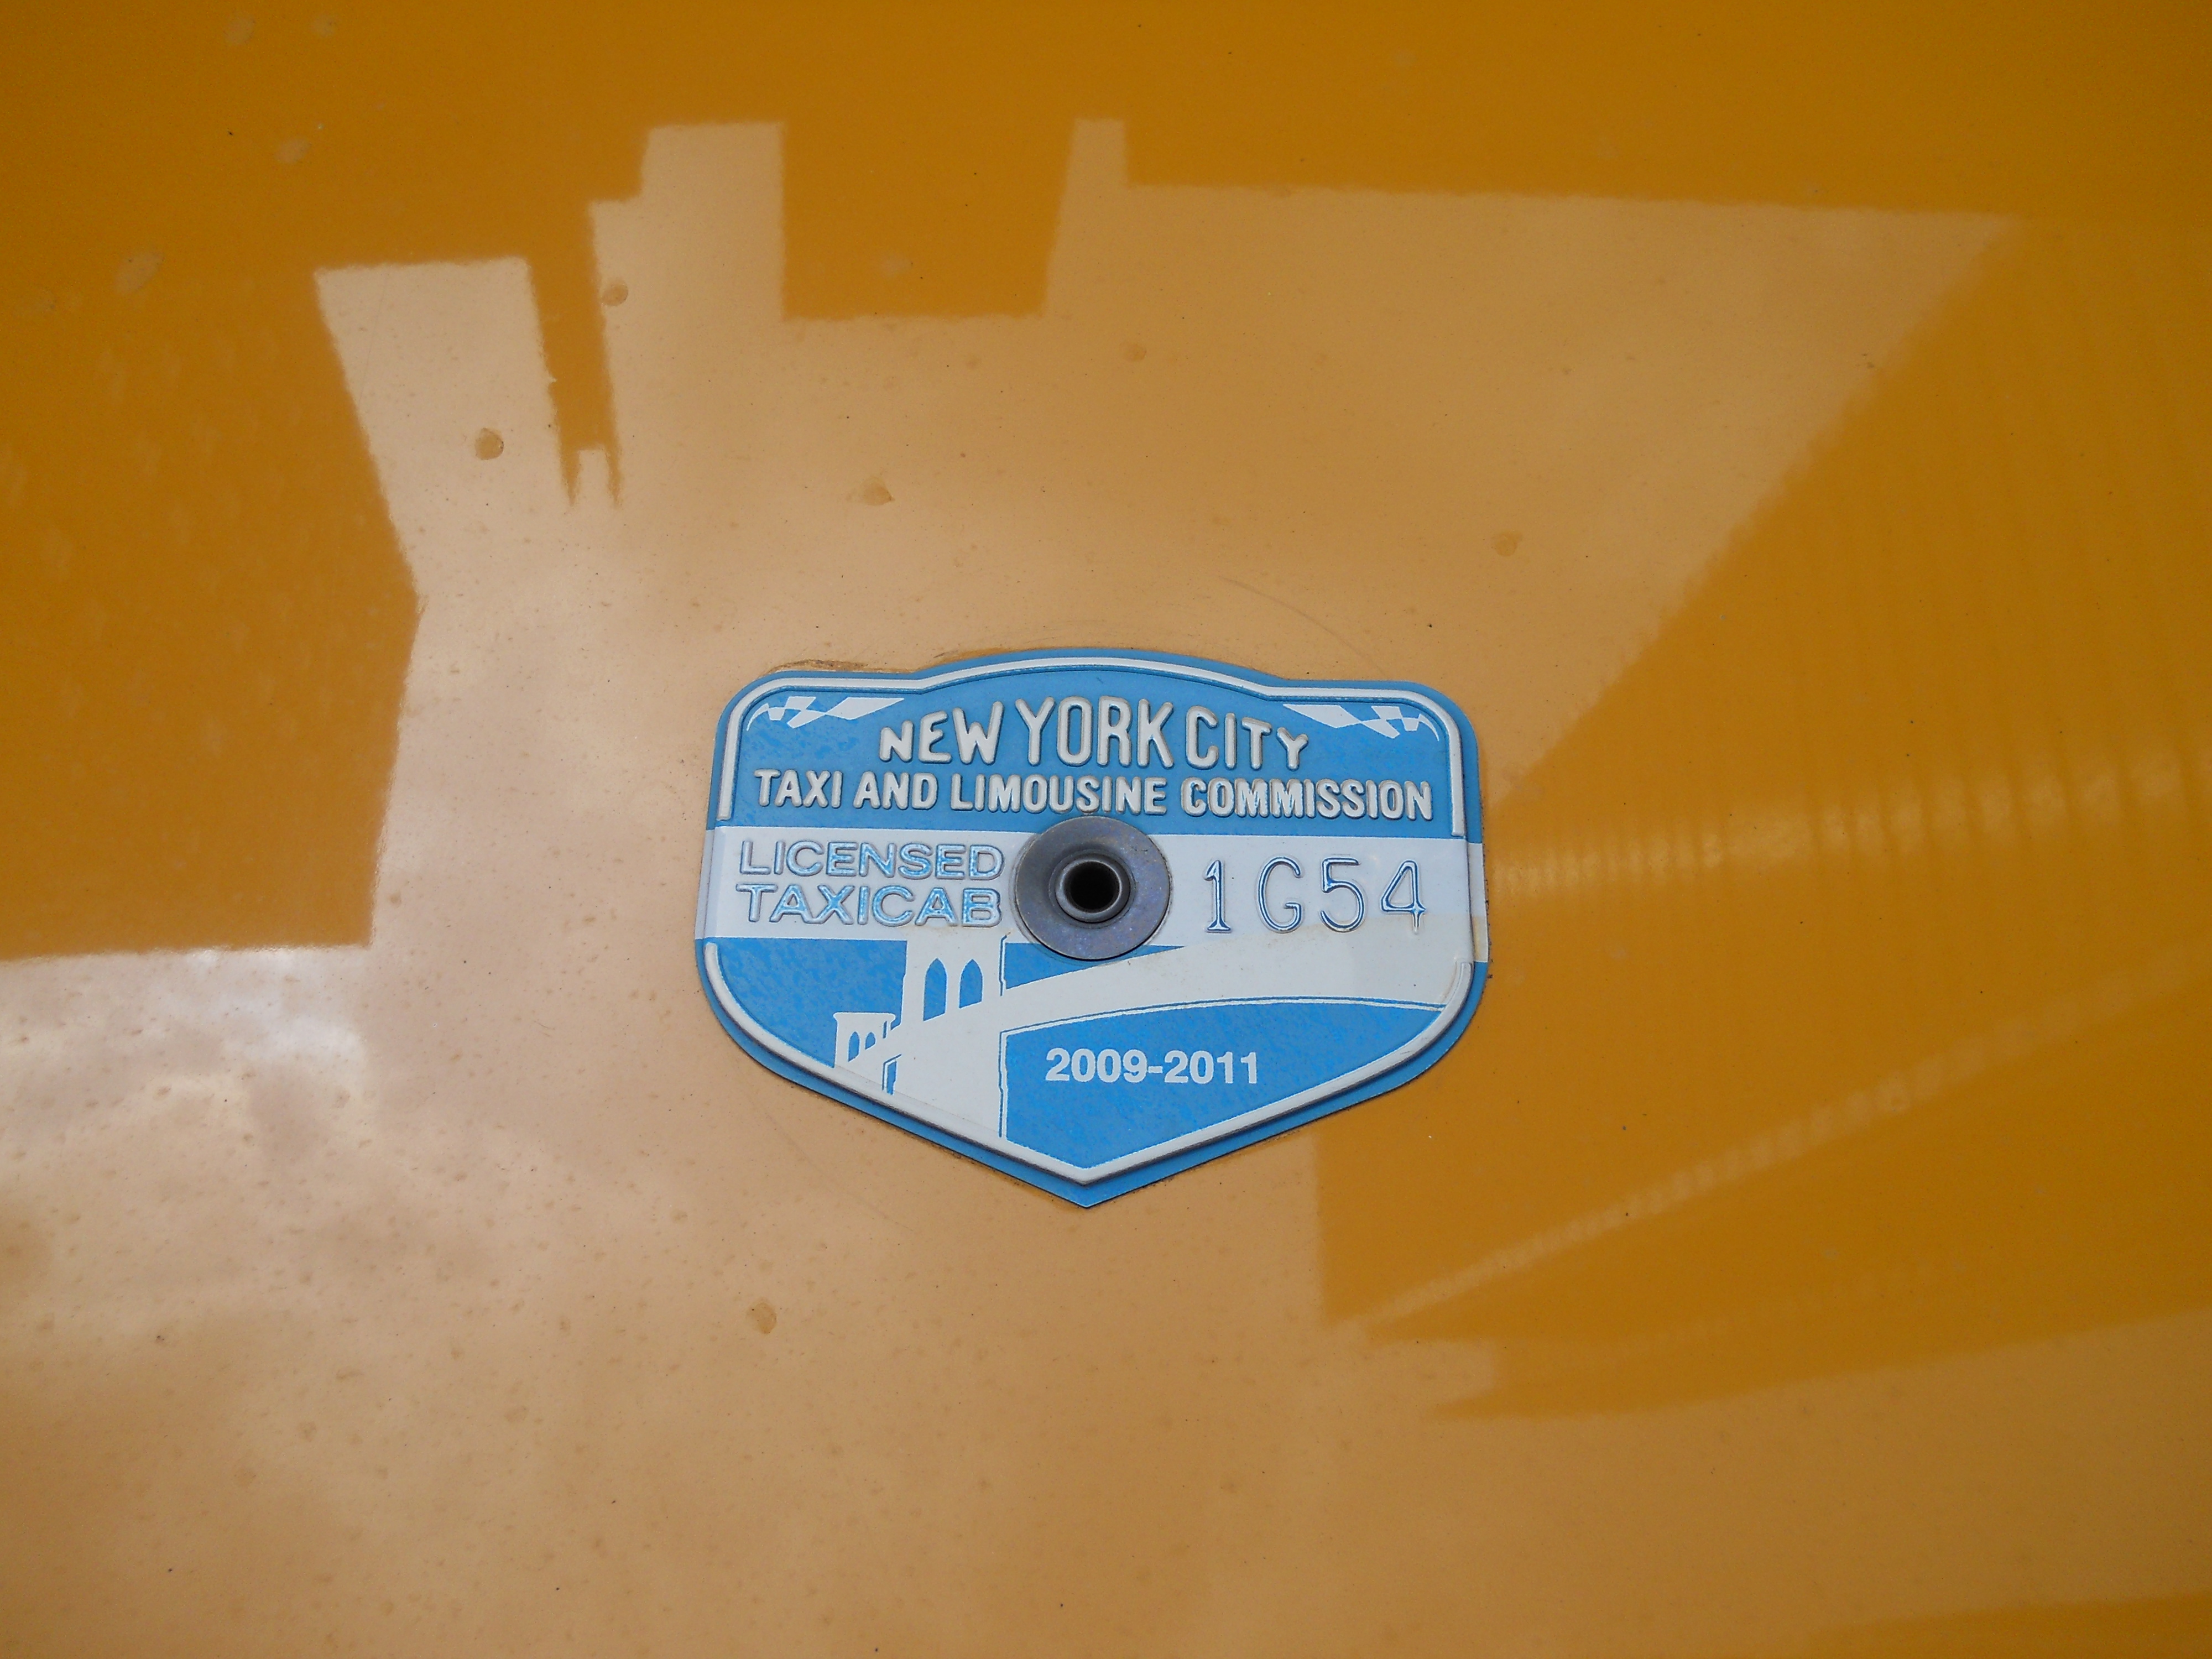 NEW YORK CITY
TAXI AND LIMOUSINE COMMISSION
LICENSED
TAXICAB
1G54
2009-2011